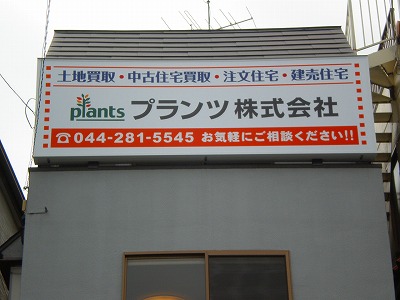 土地買取・中古住宅買取・注文住宅・建売住宅
plants プランツ株式会社
☎044-281-5545 お気軽にご相談ください!!